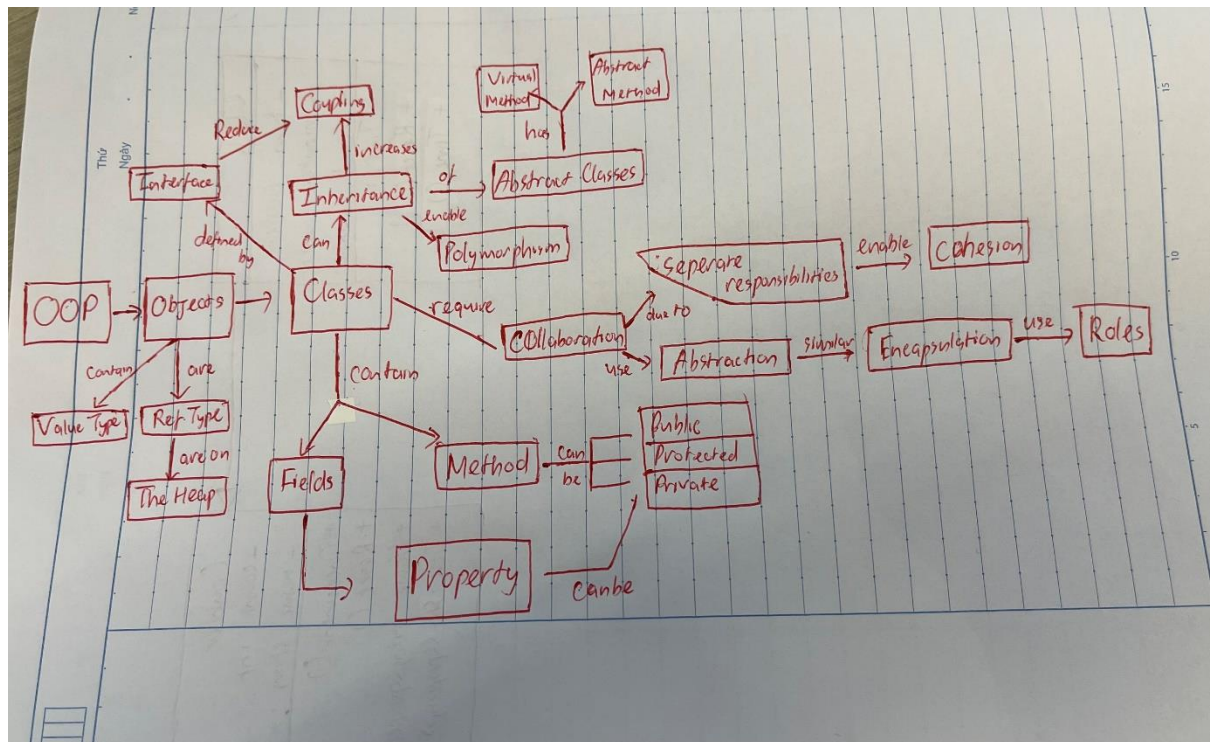 Thứ
Ngày
15
10
5
Virtual
Method
Abstract
Method
Coupling
has
Reduce
increases
Interface
Inheritance
of
Abstract Classes
enable
Polymorphism
defined
by
can
seperate
responsibilities
enable
Cohesion
OOP
Objects
Classes
require
due to
COllaboration
use
Abstraction
similar
Encapsulation
use
Roles
contain
are
contain
Value Type
Ref Type
are on
The Heap
Fields
Method
can
be
Public
Protected
Private
Property
canbe